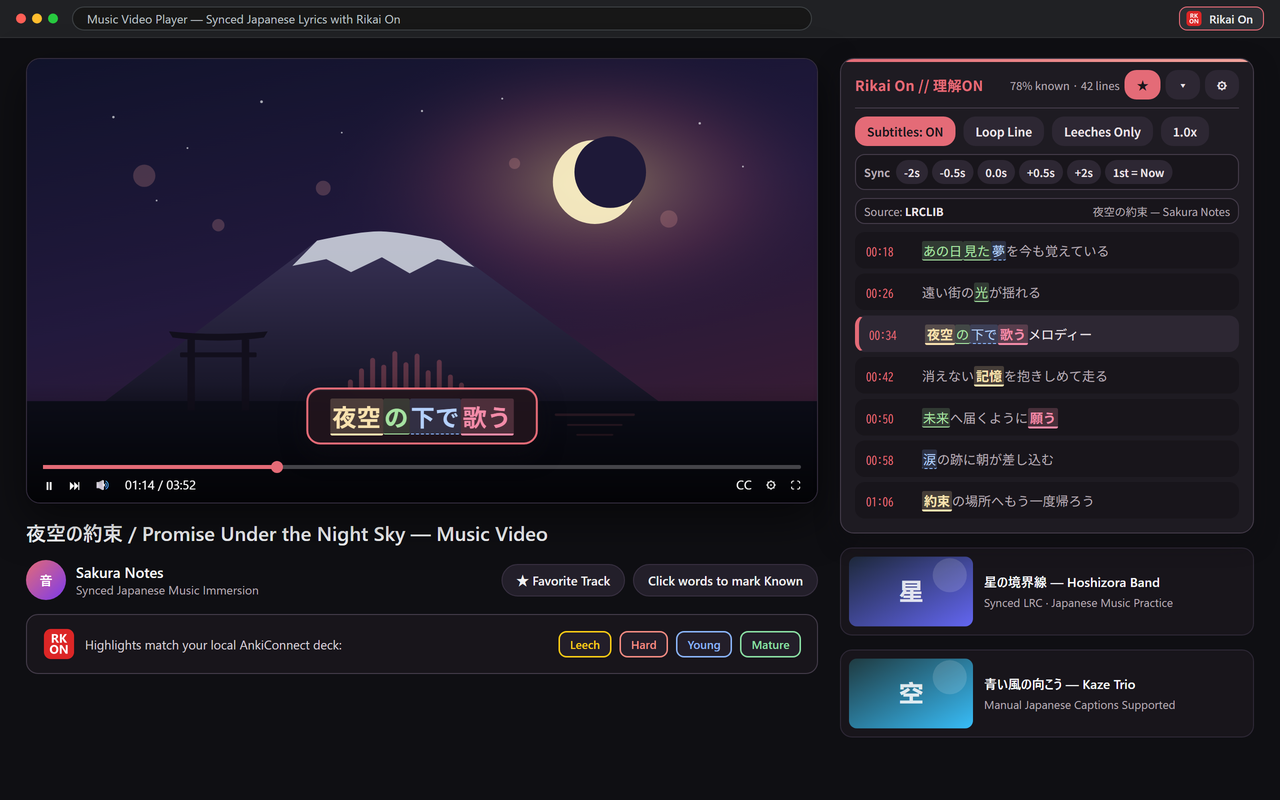 Music Video Player — Synced Japanese Lyrics with Rikai On
RK ON Rikai On
夜空の下で歌う
01:14 / 03:52
CC
夜空の約束 / Promise Under the Night Sky — Music Video
音
Sakura Notes
Synced Japanese Music Immersion
★ Favorite Track
Click words to mark Known
RK ON
Highlights match your local AnkiConnect deck:
Leech
Hard
Young
Mature
Rikai On // 理解ON
78% known · 42 lines
★
▾
Subtitles: ON
Loop Line
Leeches Only
1.0x
Sync
-2s
-0.5s
0.0s
+0.5s
+2s
1st = Now
Source: LRCLIB
夜空の約束 — Sakura Notes
00:18 あの日見た夢を今も覚えている
00:26 遠い街の光が揺れる
00:34 夜空の下で歌うメロディー
00:42 消えない記憶を抱きしめて走る
00:50 未来へ届くように願う
00:58 涙の跡に朝が差し込む
01:06 約束の場所へもう一度帰ろう
星
星の境界線 — Hoshizora Band
Synced LRC · Japanese Music Practice
空
青い風の向こう — Kaze Trio
Manual Japanese Captions Supported